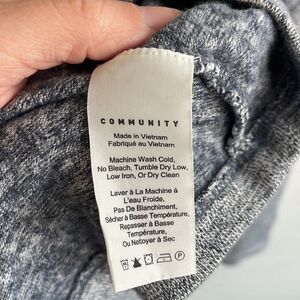 COMMUNITY
Made in Vietnam
Fabriqué au Vietnam
Machine Wash Cold,
No Bleach, Tumble Dry Low,
Low Iron, Or Dry Clean
Laver à La Machine à
L'eau Froide,
Pas De Blanchiment,
Sécher à Basse Température,
Repasser à Basse
Température,
Ou Nettoyer à Sec
P